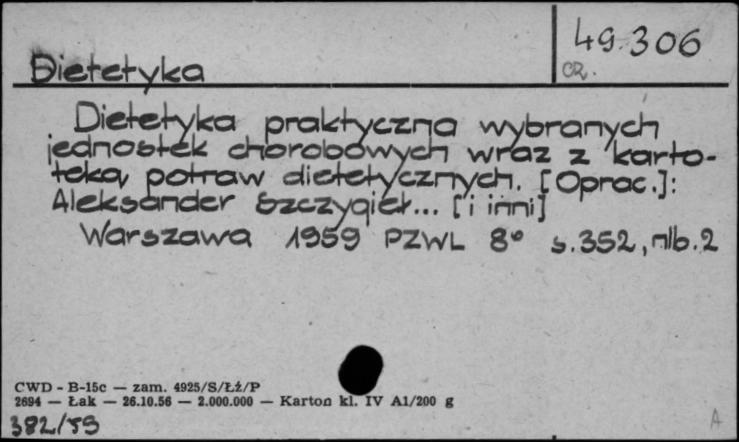 49.306
Dietetyka
CZ.
Dietetyka praktyczna wybranych
jednostek chorobowych wraz z karto-
teką potraw dietetycznych. [Oprac.]:
Aleksander Szczygieł... [i inni]
Warszawa 1959 PZWL 8° s. 352, nlb. 2
CWD - B-15c — zam. 4925/S/Łż/P
2694 — Łak — 26.10.56 — 2.000.000 — Karton kl. IV A1/200 g
382/59
A